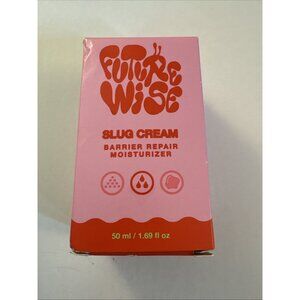 FUTURE
WISE
SLUG CREAM
BARRIER REPAIR
MOISTURIZER
50 ml / 1.69 fl oz